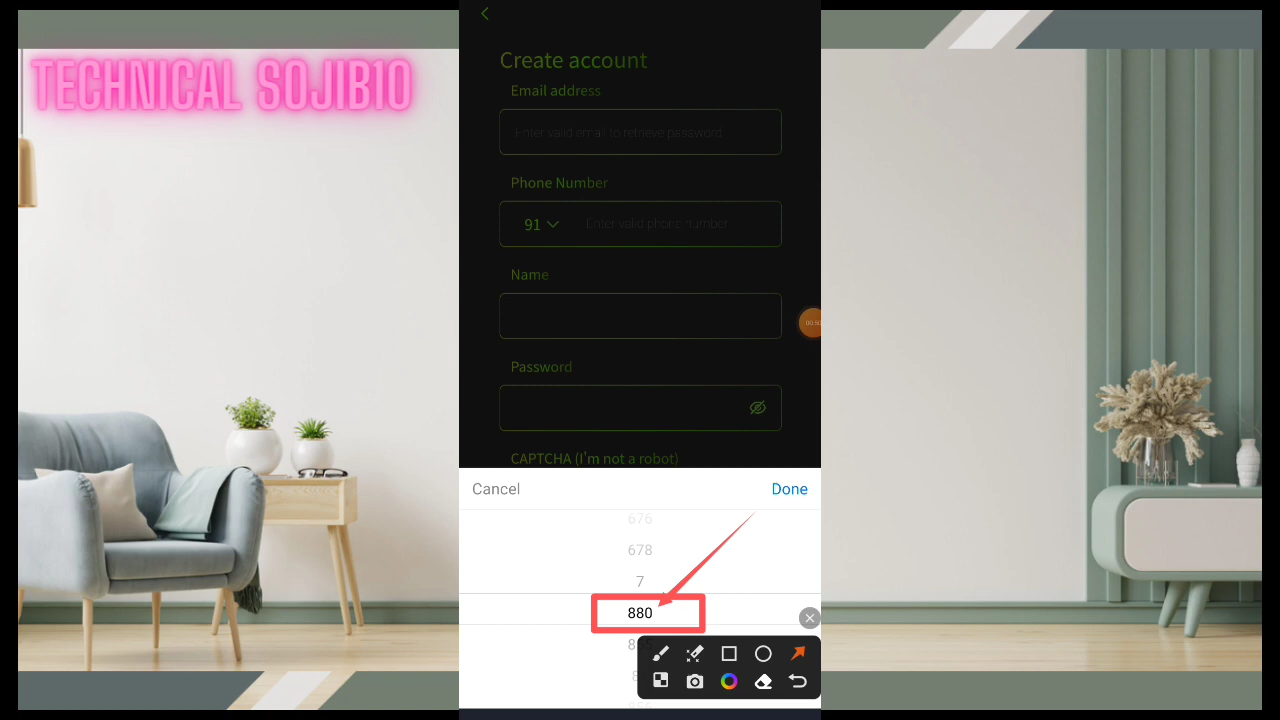 TECHNICAL SOJIB10
Create account
Email address
Enter valid email to retrieve password
Phone Number
91
Enter valid phone number
Name
Password
CAPTCHA (I'm not a robot)
Cancel
Done
676
678
7
880